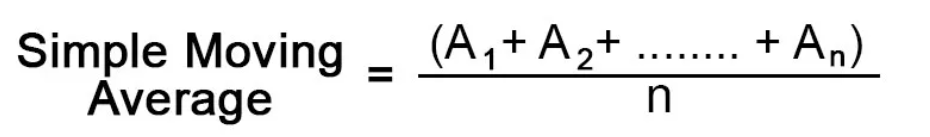 Simple Moving Average = (A₁ + A₂ + ........ + Aₙ)
n